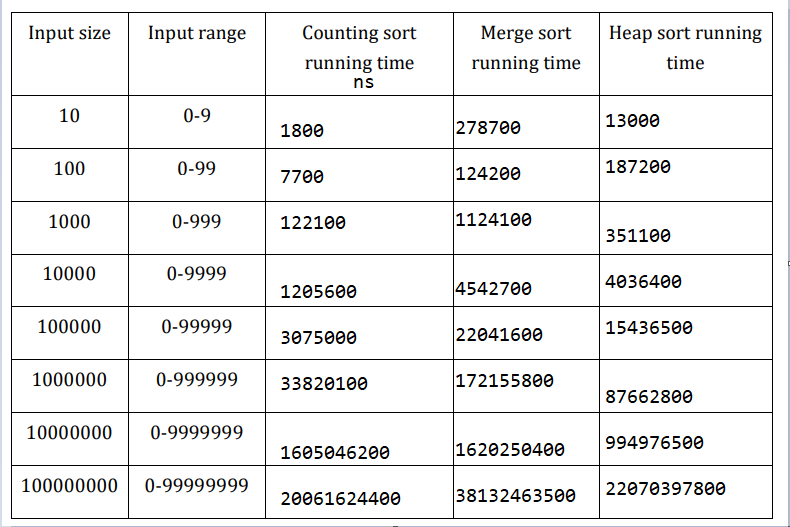 Input size Input range Counting sort running time ns Merge sort running time Heap sort running time
10 0-9 1800 278700 13000
100 0-99 7700 124200 187200
1000 0-999 122100 1124100 351100
10000 0-9999 1205600 4542700 4036400
100000 0-99999 3075000 22041600 15436500
1000000 0-999999 33820100 172155800 87662800
10000000 0-9999999 1605046200 1620250400 994976500
100000000 0-99999999 20061624400 38132463500 22070397800